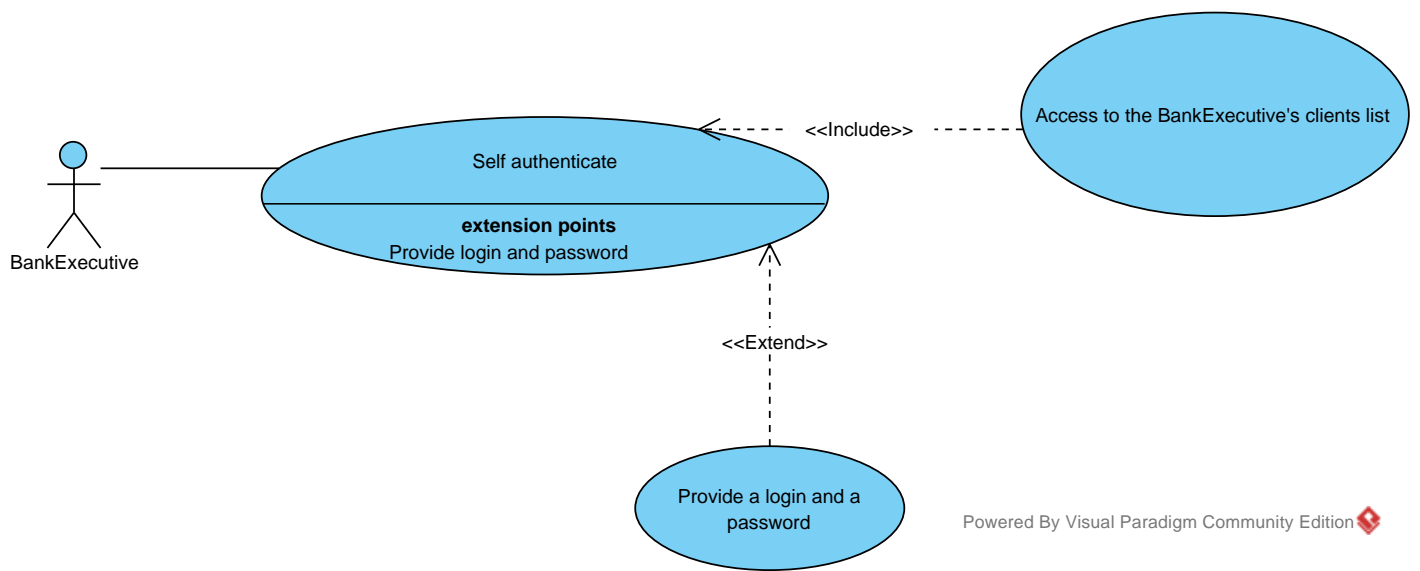 Access to the BankExecutive's clients list
<<Include>>
Self authenticate
extension points
Provide login and password
BankExecutive
<<Extend>>
Provide a login and a
password
Powered By Visual Paradigm Community Edition